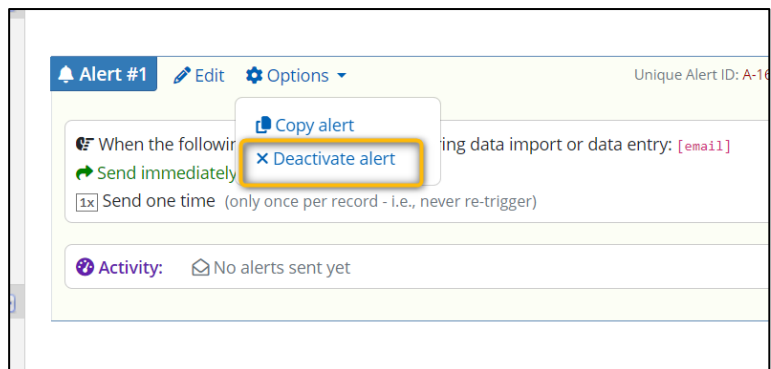 Alert #1 Edit Options Unique Alert ID: A-16
Copy alert
When the following ing data import or data entry: [email]
Deactivate alert
Send immediately
1x Send one time (only once per record - i.e., never re-trigger)
Activity: No alerts sent yet